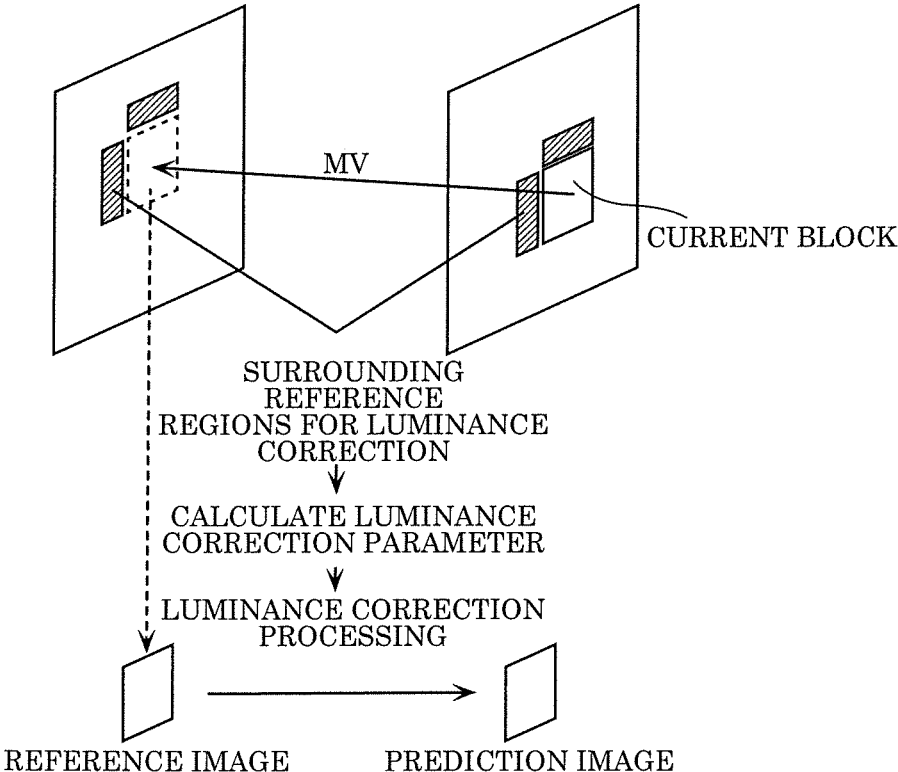 MV
CURRENT BLOCK
SURROUNDING
REFERENCE
REGIONS FOR LUMINANCE
CORRECTION
CALCULATE LUMINANCE
CORRECTION PARAMETER
LUMINANCE CORRECTION
PROCESSING
REFERENCE IMAGE
PREDICTION IMAGE